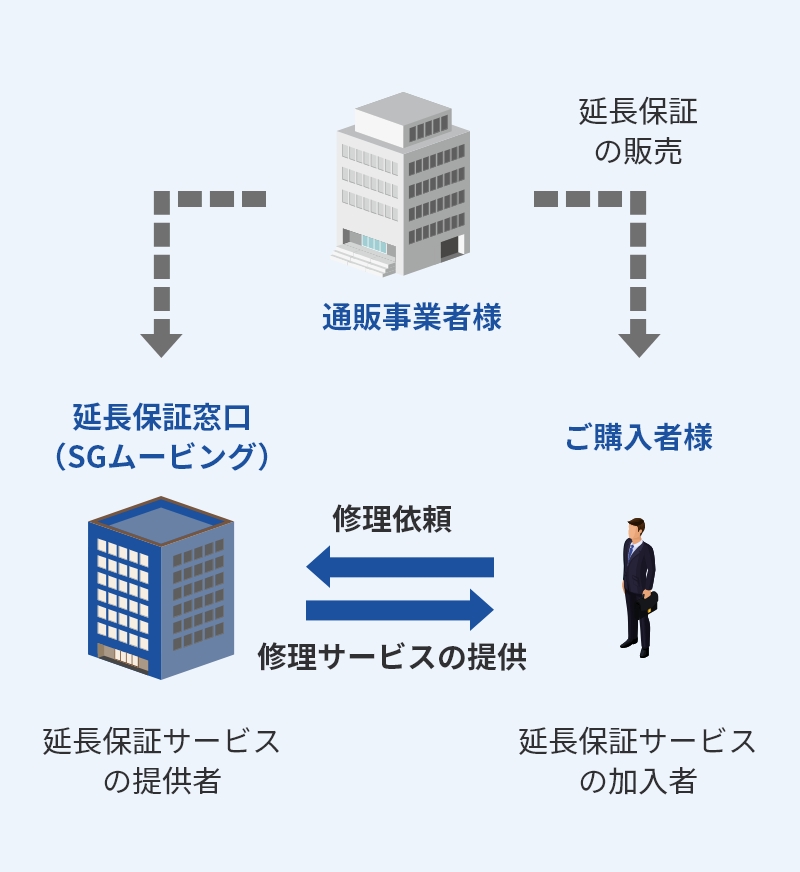 延長保証
の販売
通販事業者様
延長保証窓口
（SGムービング）
ご購入者様
修理依頼
修理サービスの提供
延長保証サービス
の提供者
延長保証サービス
の加入者